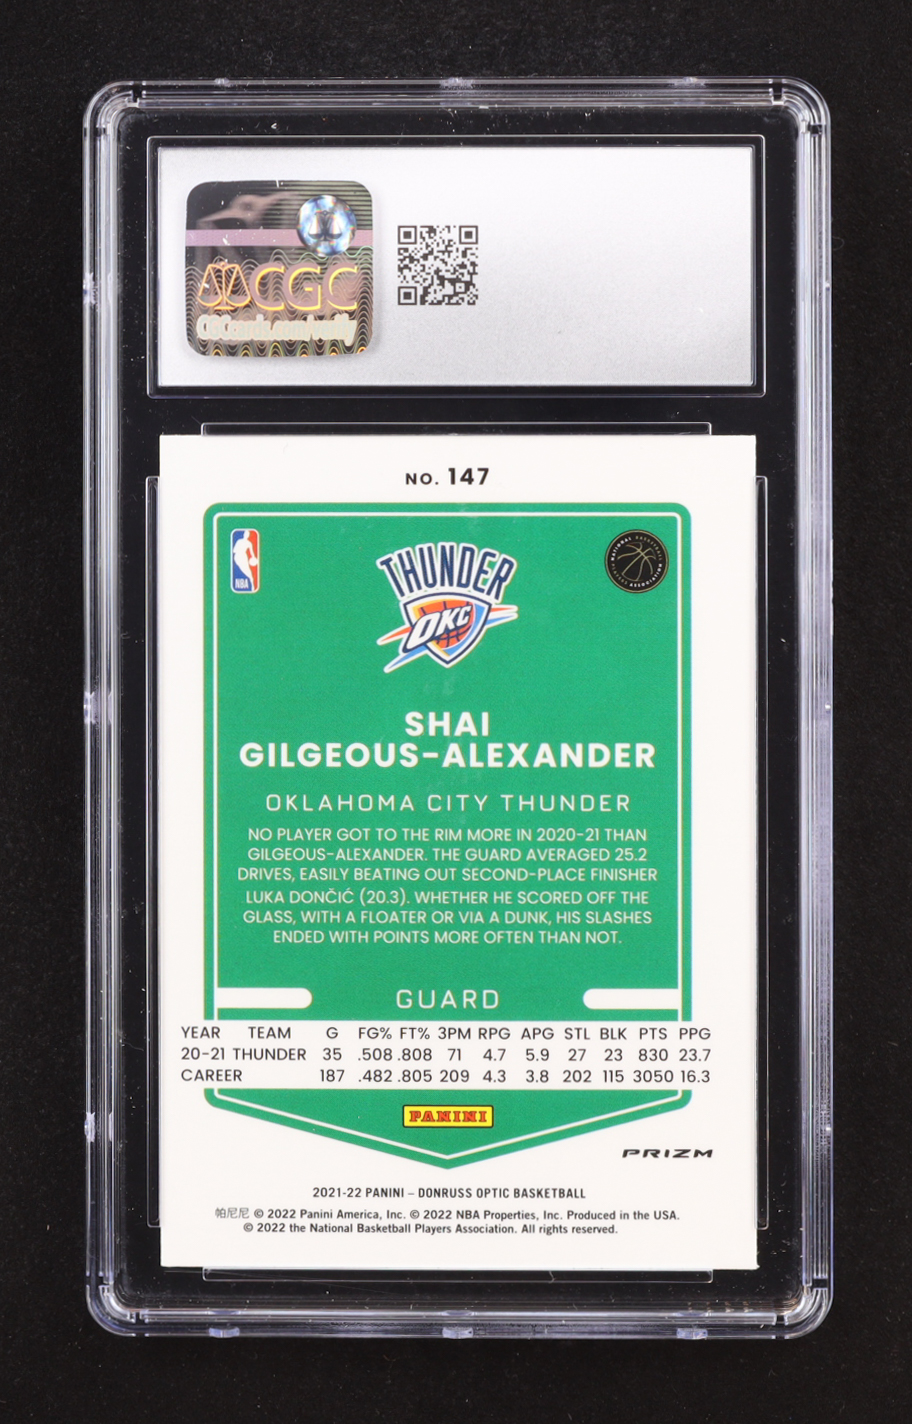 CGC
CGCcards.com/verify
NO. 147
NBA
THUNDER
OKC
NATIONAL BASKETBALL PLAYERS ASSOCIATION
SHAI
GILGEOUS-ALEXANDER
OKLAHOMA CITY THUNDER
NO PLAYER GOT TO THE RIM MORE IN 2020-21 THAN
GILGEOUS-ALEXANDER. THE GUARD AVERAGED 25.2
DRIVES, EASILY BEATING OUT SECOND-PLACE FINISHER
LUKA DONČIĆ (20.3). WHETHER HE SCORED OFF THE
GLASS, WITH A FLOATER OR VIA A DUNK, HIS SLASHES
ENDED WITH POINTS MORE OFTEN THAN NOT.
GUARD
YEAR TEAM G FG% FT% 3PM RPG APG STL BLK PTS PPG
20-21 THUNDER 35 .508 .808 71 4.7 5.9 27 23 830 23.7
CAREER 187 .482 .805 209 4.3 3.8 202 115 3050 16.3
PANINI
PRIZM
2021-22 PANINI – DONRUSS OPTIC BASKETBALL
帕尼尼 © 2022 Panini America, Inc. © 2022 NBA Properties, Inc. Produced in the USA.
© 2022 the National Basketball Players Association. All rights reserved.